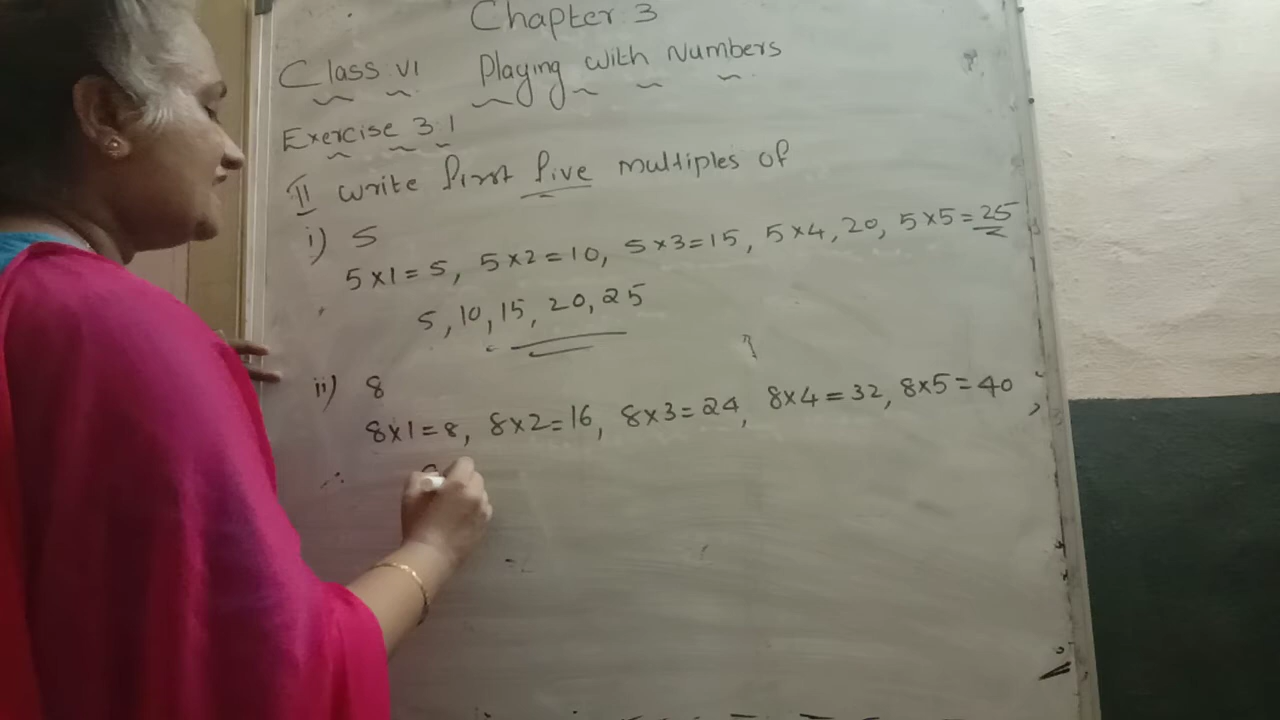 Chapter 3
Class VI Playing with Numbers
Exercise 3.1
II write first five multiples of
i) 5
5×1=5, 5×2=10, 5×3=15, 5×4, 20, 5×5=25
5, 10, 15, 20, 25
ii) 8
8×1=8, 8×2=16, 8×3=24, 8×4=32, 8×5=40